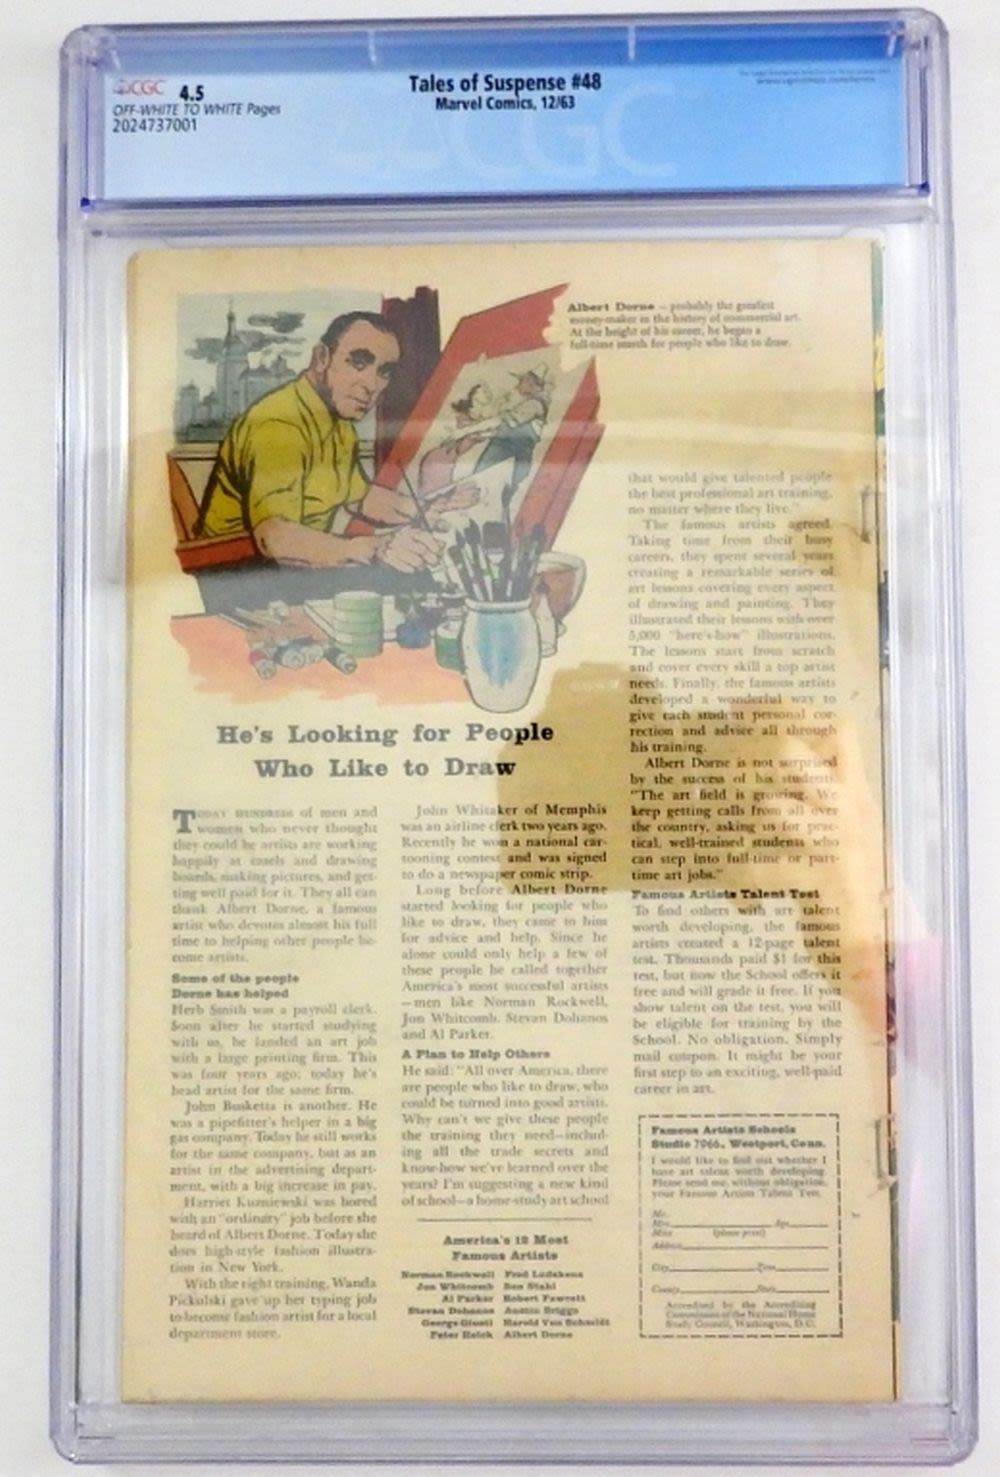 CGC 4.5
OFF-WHITE TO WHITE Pages
2024737001
Tales of Suspense #48
Marvel Comics, 12/63
CGC
Albert Dorne – probably the greatest
money-maker in the history of commercial art.
At the height of his career, he began a
full-time search for people who like to draw.
He's Looking for People
Who Like to Draw
TODAY HUNDREDS of men and
women who never thought
they could be artists are working
happily at easels and drawing
boards, making pictures, and get-
ting well paid for it. They all can
thank Albert Dorne, a famous
artist who devotes almost his full
time to helping other people be-
come artists.
Some of the people
Dorne has helped
Herb Smith was a payroll clerk.
Soon after he started studying
with us, he landed an art job
with a large printing firm. This
was four years ago; today he's
head artist for the same firm.
John Busketta is another. He
was a pipefitter's helper in a big
gas company. Today he still works
for the same company, but as an
artist in the advertising depart-
ment, with a big increase in pay.
Harriet Kuzniewski was bored
with an "ordinary" job before she
heard of Albert Dorne. Today she
does high-style fashion illustra-
tion in New York.
With the right training, Wanda
Pickulski gave up her typing job
to become fashion artist for a local
department store.
John Whitaker of Memphis
was an airline clerk two years ago.
Recently he won a national car-
tooning contest and was signed
to do a newspaper comic strip.
Long before Albert Dorne
started looking for people who
like to draw, they came to him
for advice and help. Since he
alone could only help a few of
these people he called together
America's most successful artists
—men like Norman Rockwell,
Jon Whitcomb, Stevan Dohanos
and Al Parker.
A Plan to Help Others
He said: "All over America, there
are people who like to draw, who
could be turned into good artists.
Why can't we give these people
the training they need—includ-
ing all the trade secrets and
know-how we've learned over the
years? I'm suggesting a new kind
of school—a home-study art school
America's 12 Most
Famous Artists
Norman Rockwell Fred Ludekens
Jon Whitcomb Ben Stahl
Al Parker Robert Fawcett
Stevan Dohanos Austin Briggs
George Giusti Harold Von Schmidt
Peter Helck Albert Dorne
that would give talented people
the best professional art training,
no matter where they live."
The famous artists agreed.
Taking time from their busy
careers, they spent several years
creating a remarkable series of
art lessons covering every aspect
of drawing and painting. They
illustrated their lessons with over
5,000 "here's-how" illustrations.
The lessons start from scratch
and cover every skill a top artist
needs. Finally, the famous artists
developed a wonderful way to
give each student personal cor-
rection and advice all through
his training.
Albert Dorne is not surprised
by the success of his students.
"The art field is growing. We
keep getting calls from all over
the country, asking us for prac-
tical, well-trained students who
can step into full-time or part-
time art jobs."
Famous Artists Talent Test
To find others with art talent
worth developing, the famous
artists created a 12-page talent
test. Thousands paid $1 for this
test, but now the School offers it
free and will grade it free. If you
show talent on the test, you will
be eligible for training by the
School. No obligation. Simply
mail coupon. It might be your
first step to an exciting, well-paid
career in art.
Famous Artists Schools
Studio 7066, Westport, Conn.
I would like to find out whether I
have art talent worth developing.
Please send me, without obligation,
your Famous Artists Talent Test.
Mr.
Mrs. Age
Miss (please print)
Address
City Zone
County State
Accredited by the Accrediting
Commission of the National Home
Study Council, Washington, D.C.